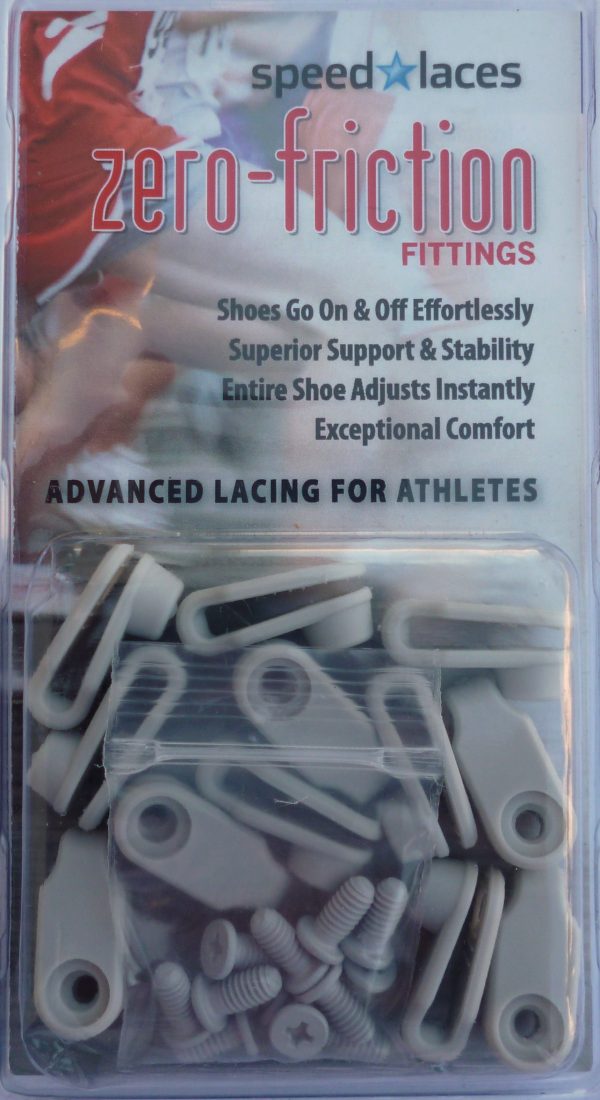 speed laces
zero-friction
FITTINGS
Shoes Go On & Off Effortlessly
Superior Support & Stability
Entire Shoe Adjusts Instantly
Exceptional Comfort
ADVANCED LACING FOR ATHLETES